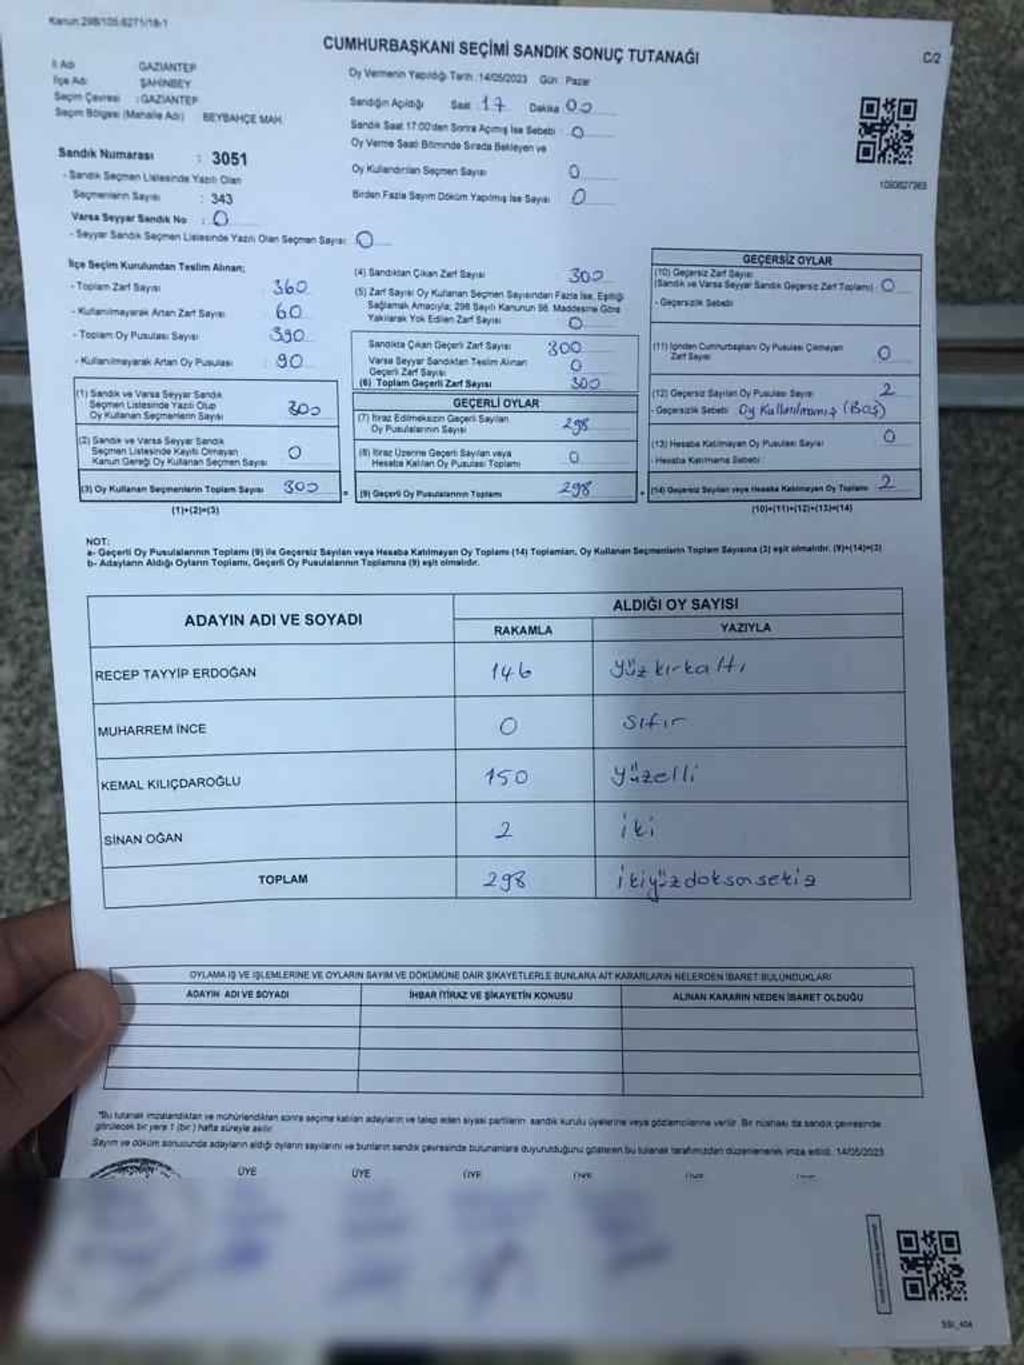 Kanun 298/105.6271/18-1
CUMHURBAŞKANI SEÇİMİ SANDIK SONUÇ TUTANAĞI
C/2
İl Adı GAZİANTEP
İlçe Adı ŞAHİNBEY
Seçim Çevresi : GAZİANTEP
Seçim Bölgesi (Mahalle Adı) BEYBAHÇE MAH.
Oy Vermenin Yapıldığı Tarih : 14/05/2023 Gün : Pazar
Sandığın Açıldığı Saat 17 Dakika 00
Sandık Saat 17:00'den Sonra Açımış İse Sebebi 0
Oy Verme Saati Bitiminde Sırada Bekleyen ve
Oy Kullandırılan Seçmen Sayısı 0
Birden Fazla Sayım Döküm Yapılmış İse Sayısı 0
Sandık Numarası : 3051
- Sandık Seçmen Listesinde Yazılı Olan
Seçmenlerin Sayısı : 343
Varsa Seyyar Sandık No : 0
- Seyyar Sandık Seçmen Listesinde Yazılı Olan Seçmen Sayısı: 0
İlçe Seçim Kurulundan Teslim Alınan;
- Toplam Zarf Sayısı 360
- Kullanılmayarak Artan Zarf Sayısı 60
- Toplam Oy Pusulası Sayısı 390
- Kullanılmayarak Artan Oy Pusulası 90
(1) Sandık ve Varsa Seyyar Sandık
Seçmen Listesinde Yazılı Olup
Oy Kullanan Seçmenlerin Sayısı 300
(2) Sandık ve Varsa Seyyar Sandık
Seçmen Listesinde Kayıtlı Olmayan
Kanun Gereği Oy Kullanan Seçmen Sayısı 0
(3) Oy Kullanan Seçmenlerin Toplam Sayısı 300
(1)+(2)=(3)
(4) Sandıktan Çıkan Zarf Sayısı 300
(5) Zarf Sayısı Oy Kullanan Seçmen Sayısından Fazla İse, Eşitliği
Sağlamak Amacıyla; 298 Sayılı Kanunun 98. Maddesine Göre
Yakılarak Yok Edilen Zarf Sayısı 0
Sandıkta Çıkan Geçerli Zarf Sayısı 300
Varsa Seyyar Sandıktan Teslim Alınan
Geçerli Zarf Sayısı 0
(6) Toplam Geçerli Zarf Sayısı 300
GEÇERLİ OYLAR
(7) İtiraz Edilmeksizin Geçerli Sayılan
Oy Pusulalarının Sayısı 298
(8) İtiraz Üzerine Geçerli Sayılan veya
Hesaba Katılan Oy Pusulası Toplamı 0
(9) Geçerli Oy Pusulalarının Toplamı 298
GEÇERSİZ OYLAR
(10) Geçersiz Zarf Sayısı
(Sandık ve Varsa Seyyar Sandık Geçersiz Zarf Toplamı) 0
- Geçersizlik Sebebi
(11) İçinden Cumhurbaşkanı Oy Pusulası Çıkmayan
Zarf Sayısı 0
(12) Geçersiz Sayılan Oy Pusulası Sayısı 2
- Geçersizlik Sebebi Oy Kullanılmamış (Boş)
(13) Hesaba Katılmayan Oy Pusulası Sayısı 0
- Hesaba Katılmama Sebebi :
(14) Geçersiz Sayılan veya Hesaba Katılmayan Oy Toplamı 2
(10)+(11)+(12)+(13)=(14)
NOT:
a- Geçerli Oy Pusulalarının Toplamı (9) ile Geçersiz Sayılan veya Hesaba Katılmayan Oy Toplamı (14) Toplamları, Oy Kullanan Seçmenlerin Toplam Sayısına (3) eşit olmalıdır. (9)+(14)=(3)
b- Adayların Aldığı Oyların Toplamı, Geçerli Oy Pusulalarının Toplamına (9) eşit olmalıdır.
ADAYIN ADI VE SOYADI
ALDIĞI OY SAYISI
RAKAMLA YAZIYLA
RECEP TAYYİP ERDOĞAN 146 yüzkırkaltı
MUHARREM İNCE 0 sıfır
KEMAL KILIÇDAROĞLU 150 yüzelli
SİNAN OĞAN 2 iki
TOPLAM 298 ikiyüzdoksansekiz
OYLAMA İŞ VE İŞLEMLERİNE VE OYLARIN SAYIM VE DÖKÜMÜNE DAİR ŞİKAYETLERLE BUNLARA AİT KARARLARIN NELERDEN İBARET BULUNDUKLARI
ADAYIN ADI VE SOYADI İHBAR İTİRAZ VE ŞİKAYETİN KONUSU ALINAN KARARIN NEDEN İBARET OLDUĞU
"Bu tutanak imzalandıktan ve mühürlendikten sonra seçime katılan adayların ve talep eden siyasi partilerin sandık kurulu üyelerine veya gözlemcilerine verilir. Bir nüshası da sandık çevresinde
görülecek bir yere 1 (bir) hafta süreyle asılır.
Sayım ve döküm sonucunda adayların aldığı oyların sayılarını ve bunların sandık çevresinde bulunanlara duyurulduğunu gösteren bu tutanak tarafımızdan düzenlenerek imza edildi. 14/05/2023
ÜYE ÜYE ÜYE